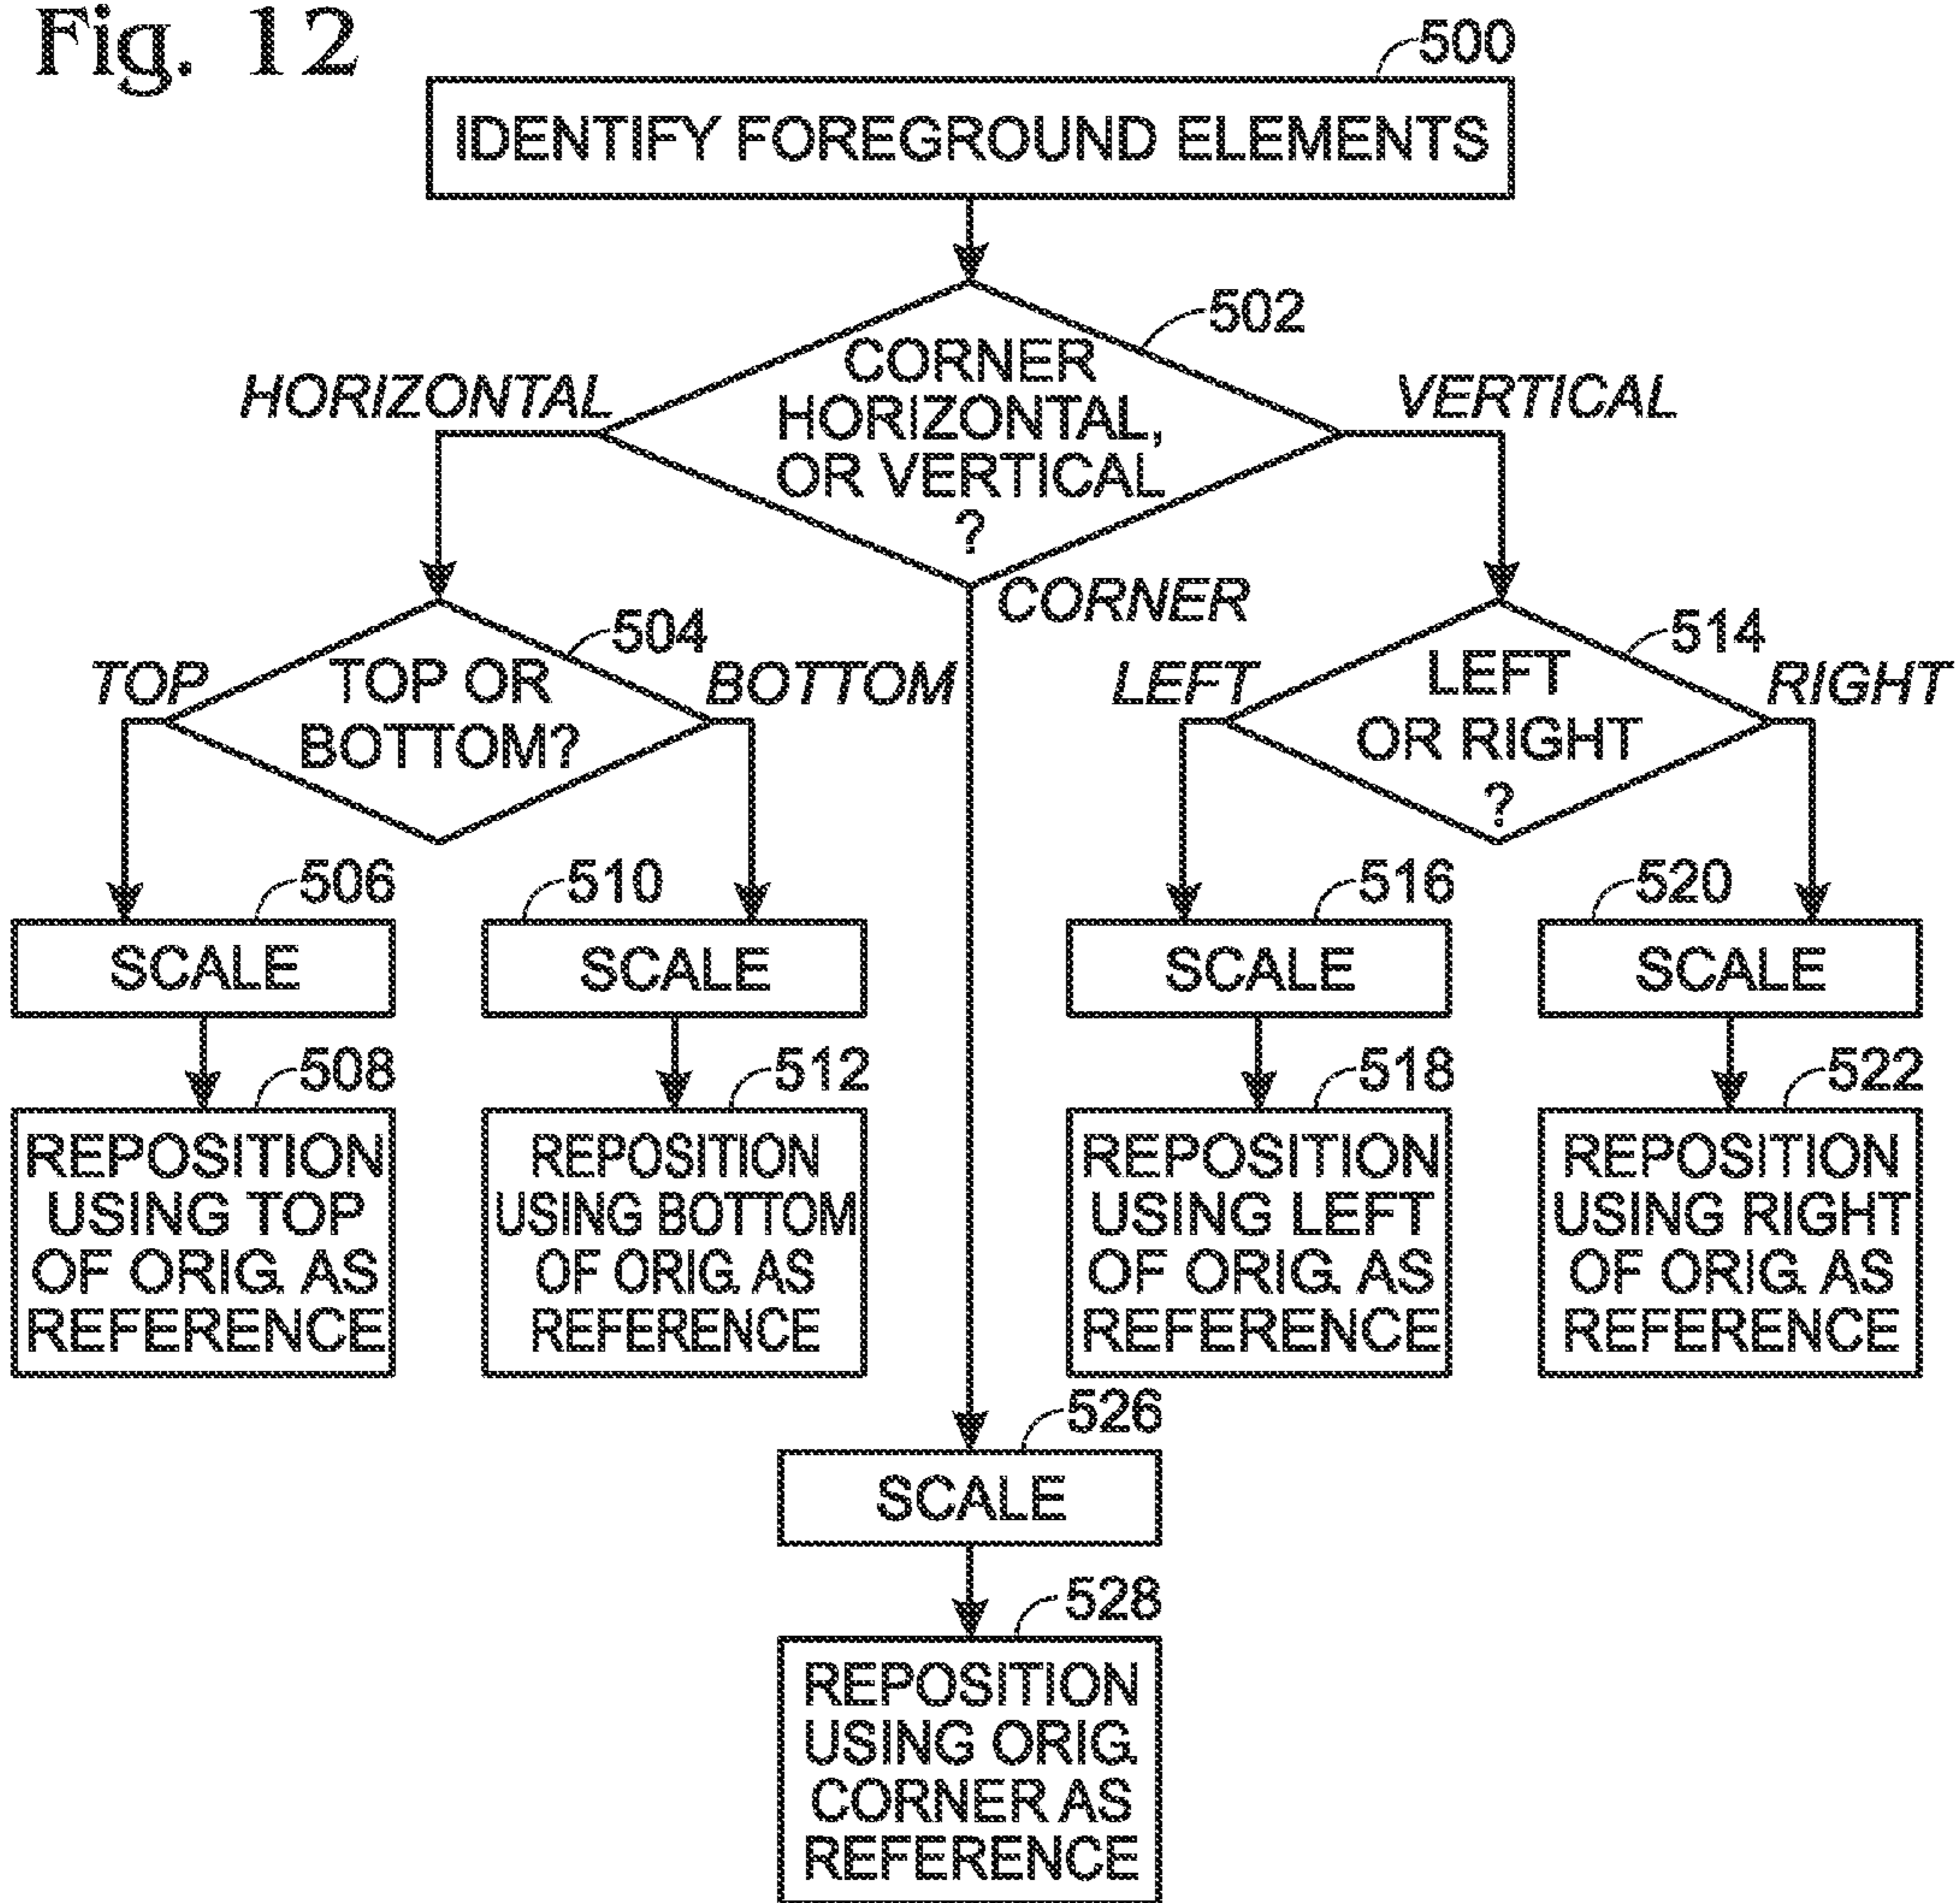 Fig. 12
500
IDENTIFY FOREGROUND ELEMENTS
502
CORNER
HORIZONTAL,
OR VERTICAL
?
HORIZONTAL
VERTICAL
CORNER
504
TOP OR
BOTTOM?
TOP
BOTTOM
514
LEFT
OR RIGHT
?
LEFT
RIGHT
506
SCALE
510
SCALE
516
SCALE
520
SCALE
508
REPOSITION
USING TOP
OF ORIG. AS
REFERENCE
512
REPOSITION
USING BOTTOM
OF ORIG. AS
REFERENCE
518
REPOSITION
USING LEFT
OF ORIG. AS
REFERENCE
522
REPOSITION
USING RIGHT
OF ORIG. AS
REFERENCE
526
SCALE
528
REPOSITION
USING ORIG.
CORNER AS
REFERENCE